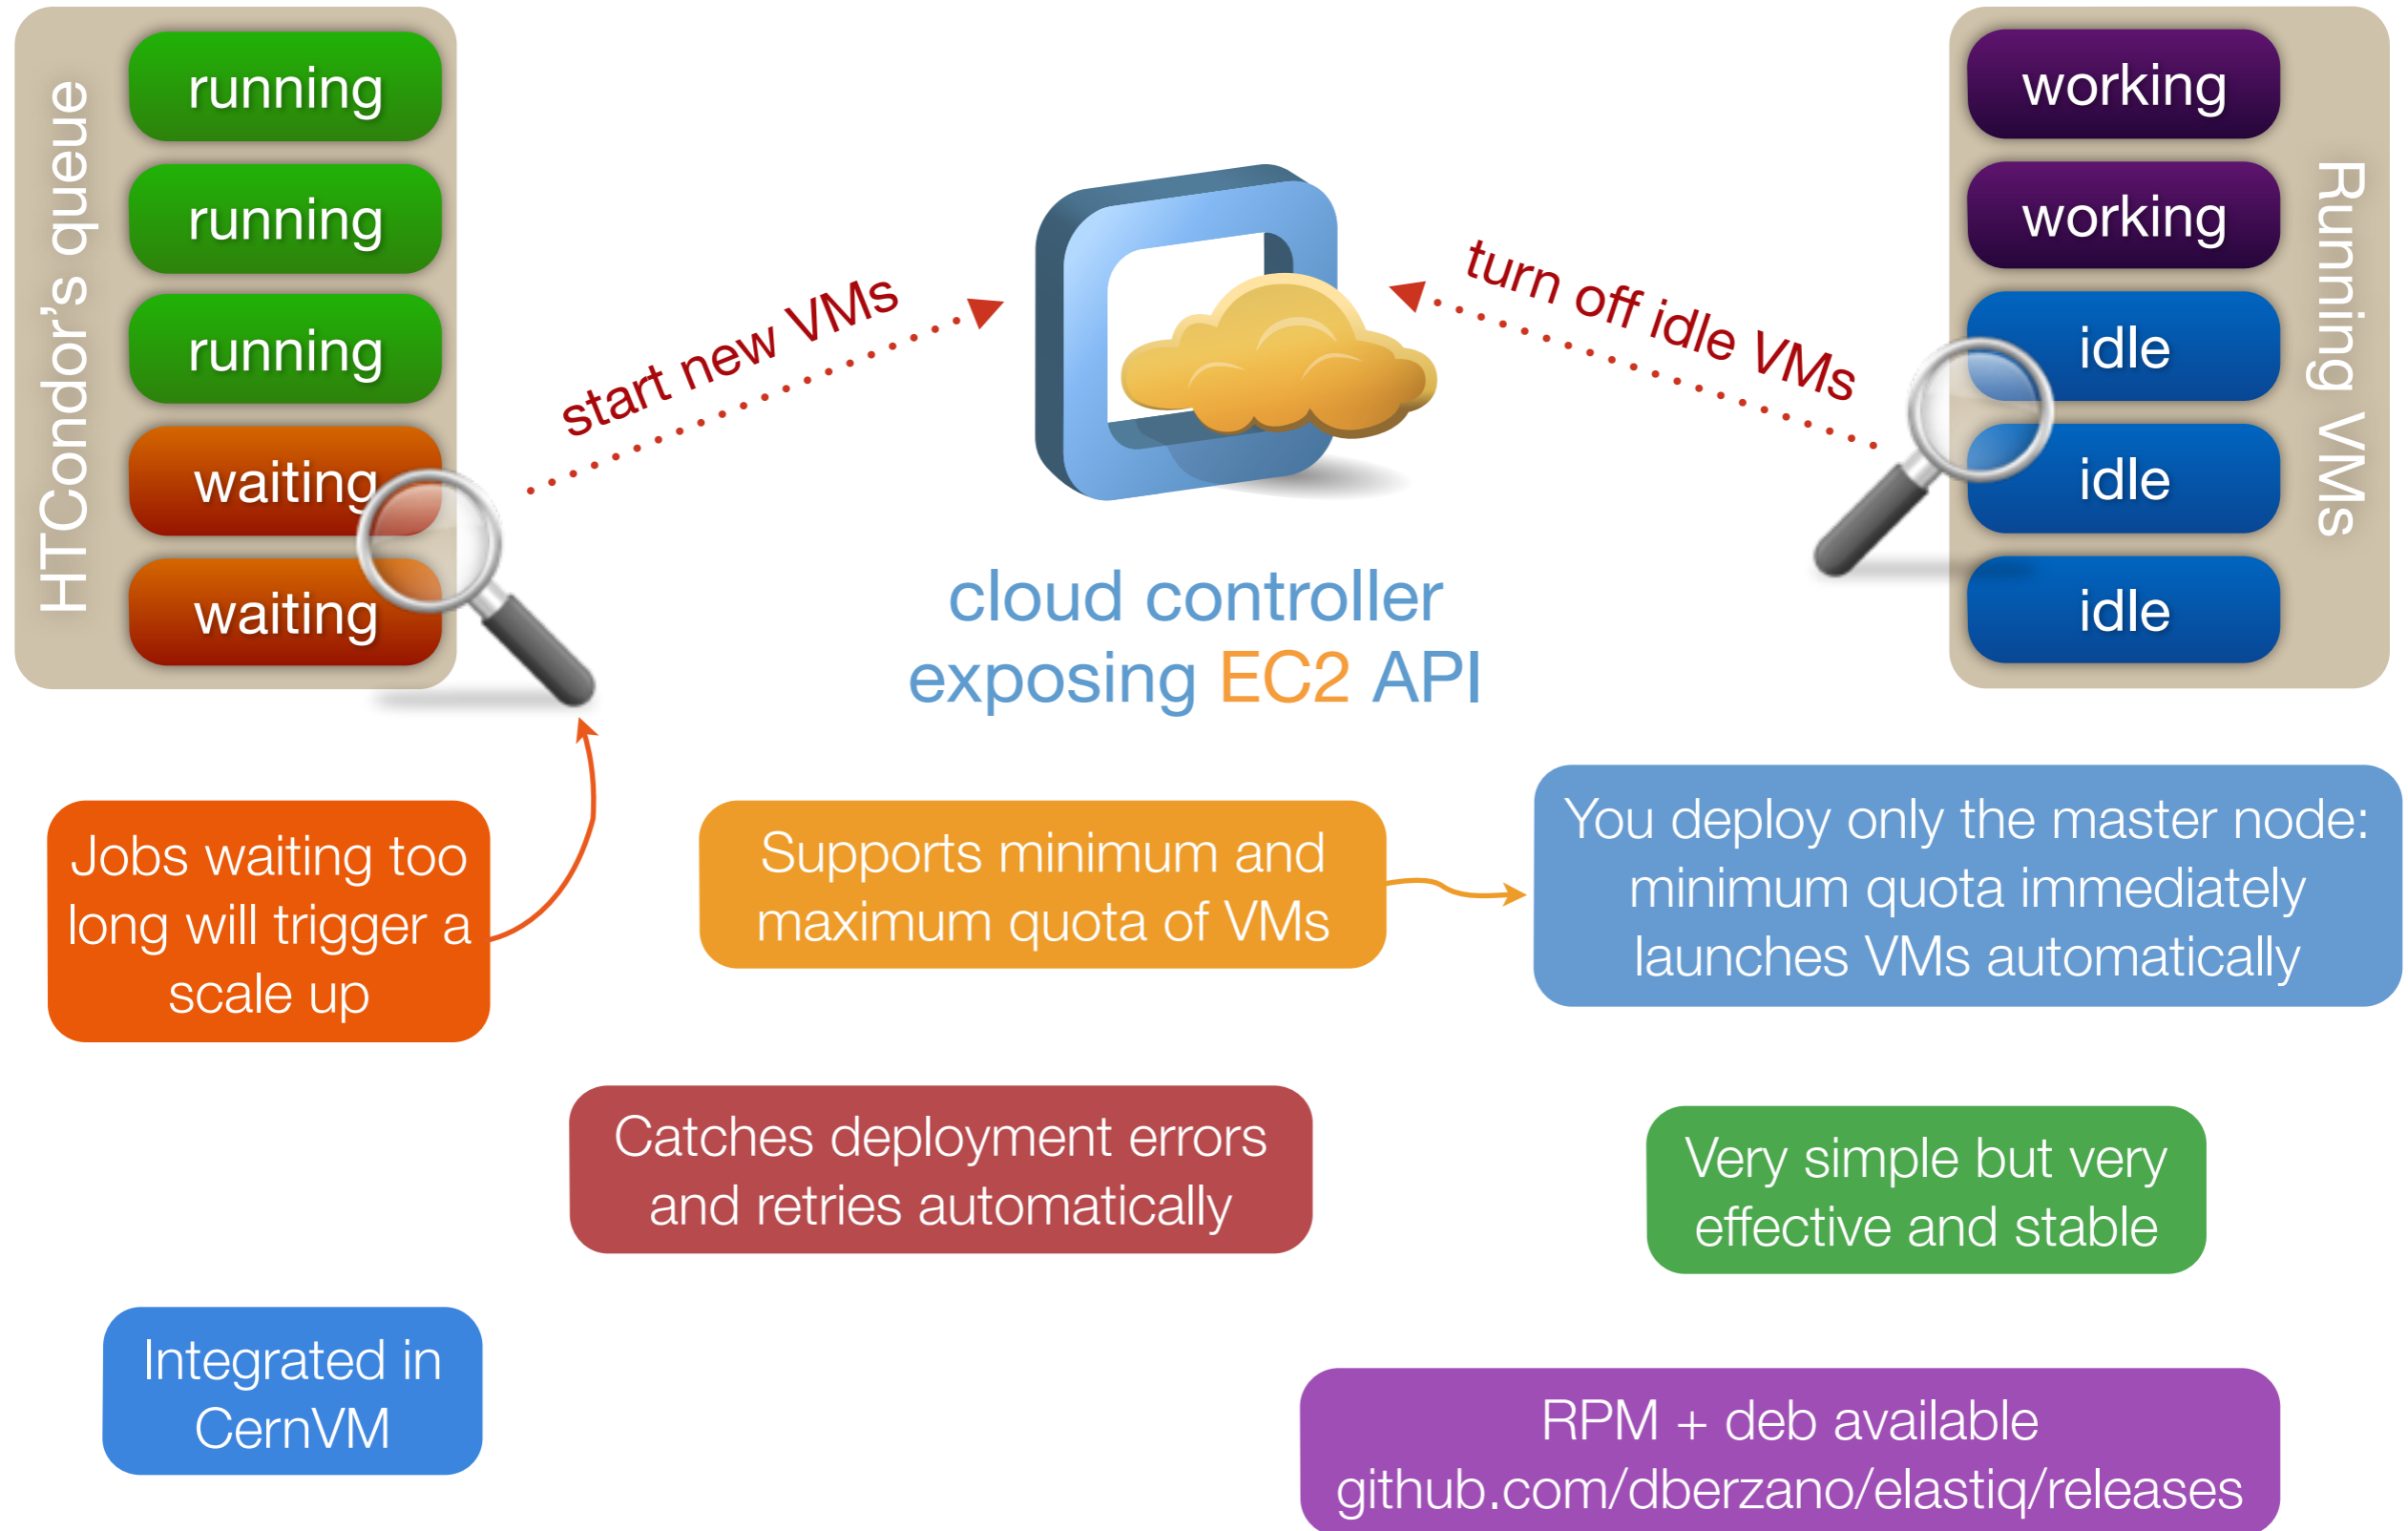 HTCondor's queue
running
running
running
waiting
waiting
start new VMs
cloud controller
exposing EC2 API
turn off idle VMs
working
working
idle
idle
idle
Running VMs
Jobs waiting too
long will trigger a
scale up
Supports minimum and
maximum quota of VMs
You deploy only the master node:
minimum quota immediately
launches VMs automatically
Catches deployment errors
and retries automatically
Very simple but very
effective and stable
Integrated in
CernVM
RPM + deb available
github.com/dberzano/elastiq/releases